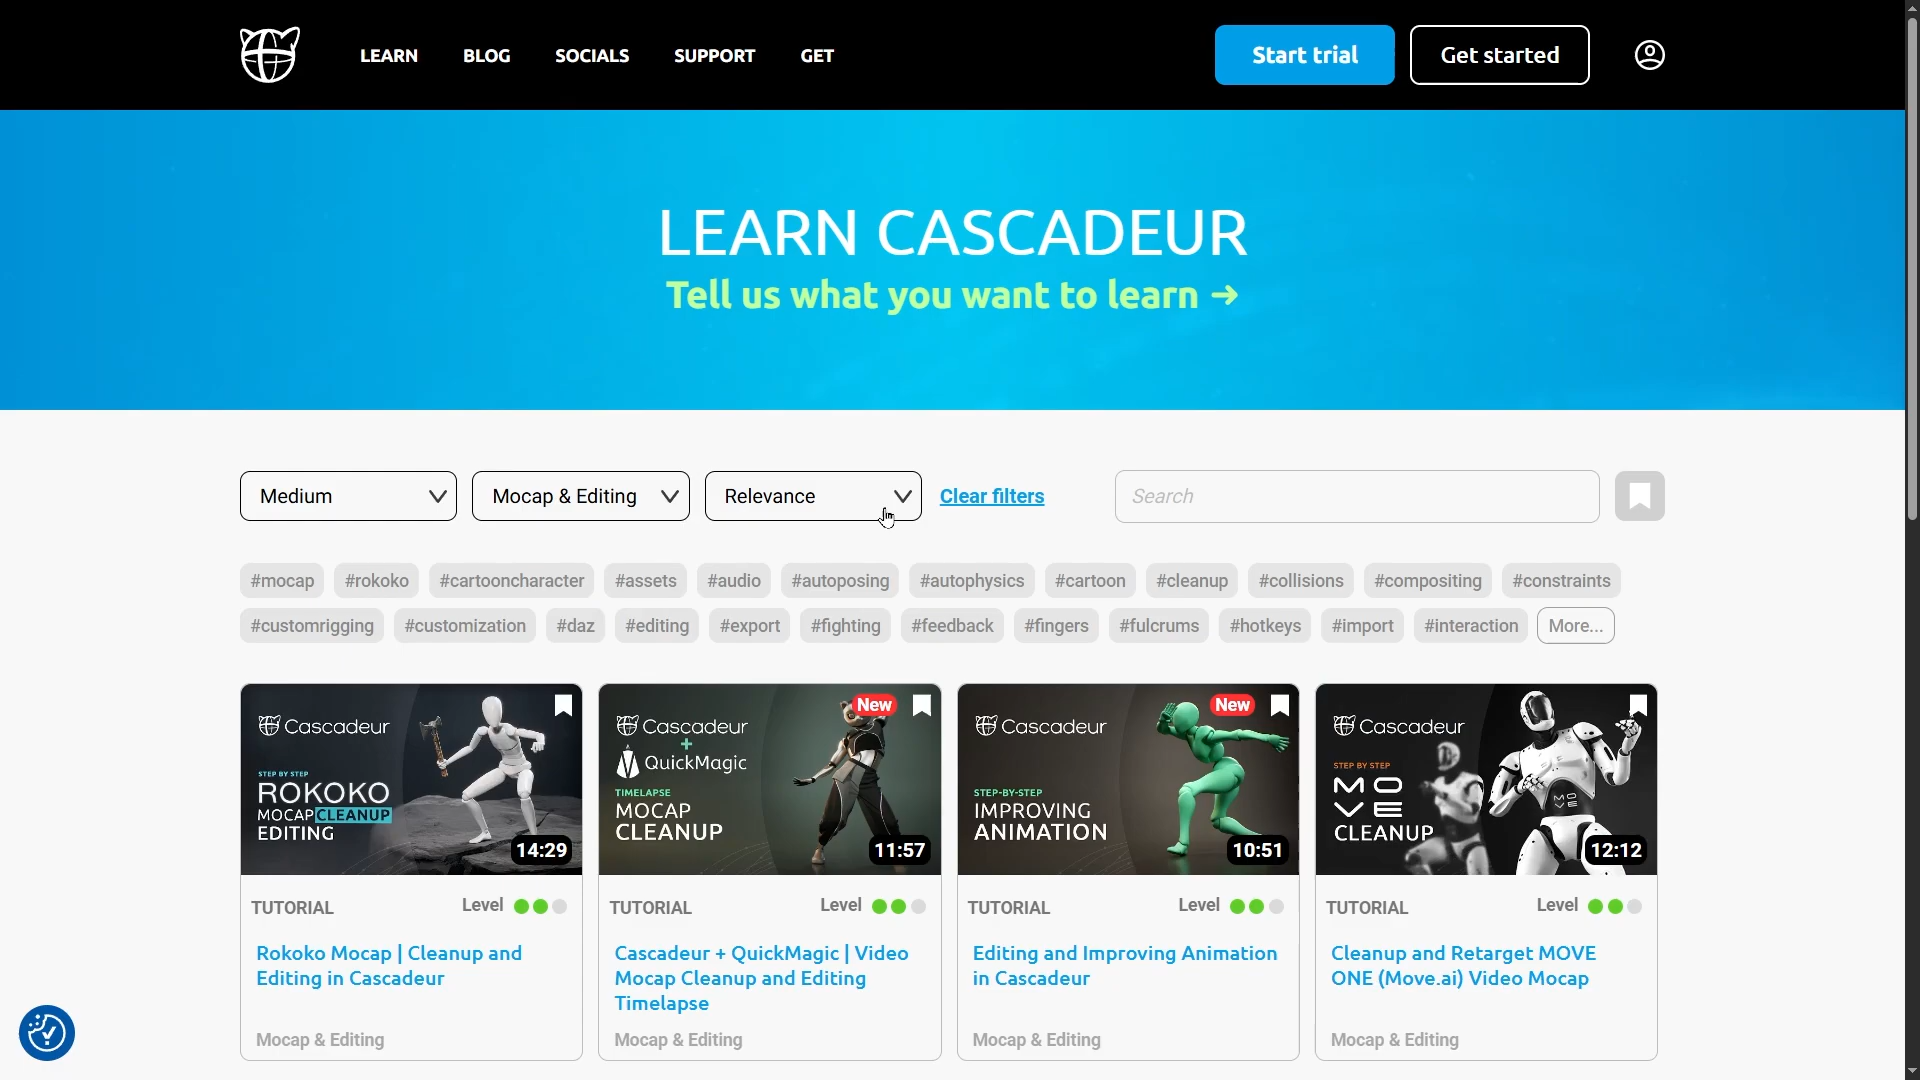 LEARN BLOG SOCIALS SUPPORT GET Start trial Get started
LEARN CASCADEUR
Tell us what you want to learn →
Medium Mocap & Editing Relevance Clear filters Search
#mocap #rokoko #cartooncharacter #assets #audio #autoposing #autophysics #cartoon #cleanup #collisions #compositing #constraints
#customrigging #customization #daz #editing #export #fighting #feedback #fingers #fulcrums #hotkeys #import #interaction More...
Cascadeur
STEP BY STEP
ROKOKO
MOCAP CLEANUP
EDITING
14:29
TUTORIAL Level
Rokoko Mocap | Cleanup and
Editing in Cascadeur
Mocap & Editing
New
Cascadeur
+
QuickMagic
TIMELAPSE
MOCAP
CLEANUP
11:57
TUTORIAL Level
Cascadeur + QuickMagic | Video
Mocap Cleanup and Editing
Timelapse
Mocap & Editing
New
Cascadeur
STEP-BY-STEP
IMPROVING
ANIMATION
10:51
TUTORIAL Level
Editing and Improving Animation
in Cascadeur
Mocap & Editing
Cascadeur
STEP BY STEP
MO
VE
CLEANUP
MO
VE
12:12
TUTORIAL Level
Cleanup and Retarget MOVE
ONE (Move.ai) Video Mocap
Mocap & Editing